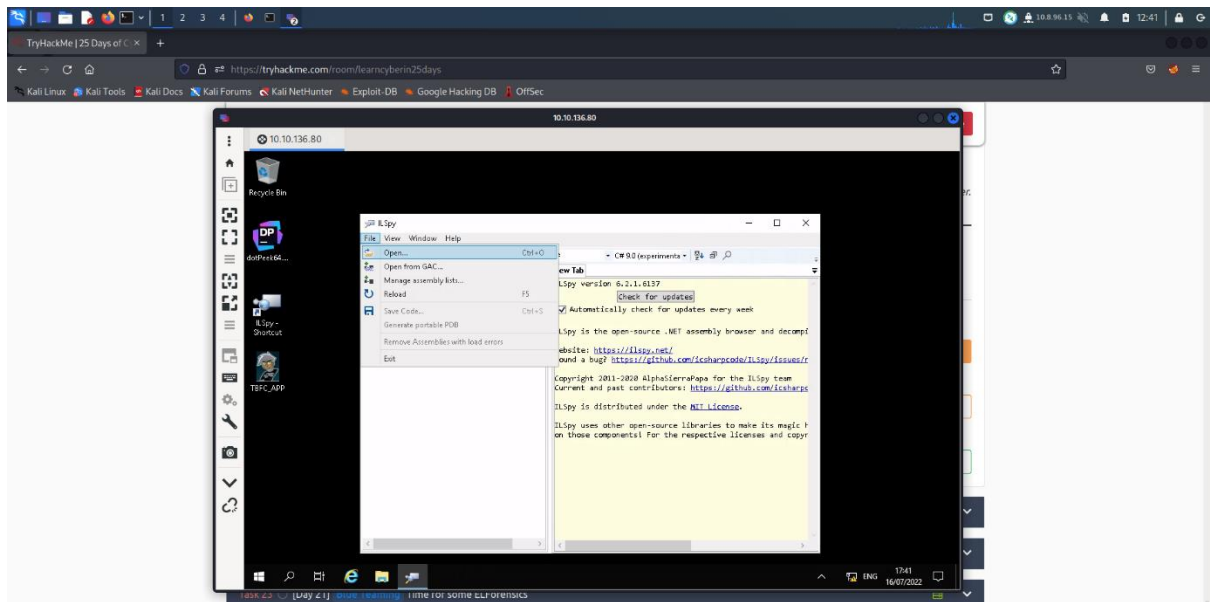 1 2 3 4
10.8.96.15
12:41
TryHackMe | 25 Days of C
https://tryhackme.com/room/learncyberin25days
Kali Linux Kali Tools Kali Docs Kali Forums Kali NetHunter Exploit-DB Google Hacking DB OffSec
10.10.136.80
10.10.136.80
Recycle Bin
dotPeek64...
ILSpy - Shortcut
TBFC_APP
ILSpy
File View Window Help
Open... Ctrl+O
Open from GAC...
Manage assembly lists...
Reload F5
Save Code... Ctrl+S
Generate portable PDB
Remove Assemblies with load errors
Exit
C# 9.0 (experimenta
ew Tab
LSpy version 6.2.1.6137
Check for updates
Automatically check for updates every week
LSpy is the open-source .NET assembly browser and decompi
ebsite: https://ilspy.net/
ound a bug? https://github.com/icsharpcode/ILSpy/issues/r
Copyright 2011-2020 AlphaSierraPapa for the ILSpy team
Current and past contributors: https://github.com/icsharpc
ILSpy is distributed under the MIT License.
ILSpy uses other open-source libraries to make its magic h
on those components! For the respective licenses and copyr
er.
ENG
17:41
16/07/2022
Task 23 [Day 21] Blue Teaming Time for some ELForensics